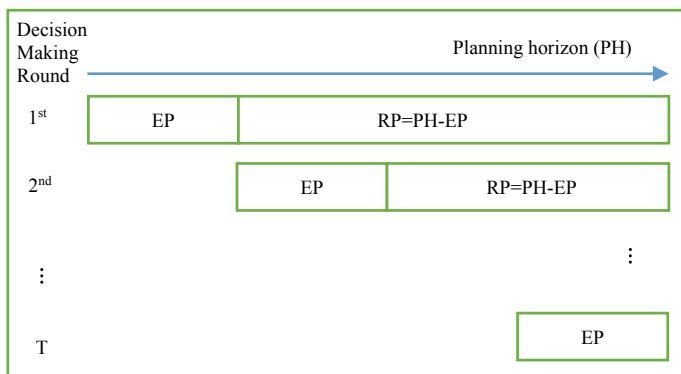 Decision
Making
Round
Planning horizon (PH)
1st
EP
RP=PH-EP
2nd
EP
RP=PH-EP
⋮
⋮
T
EP